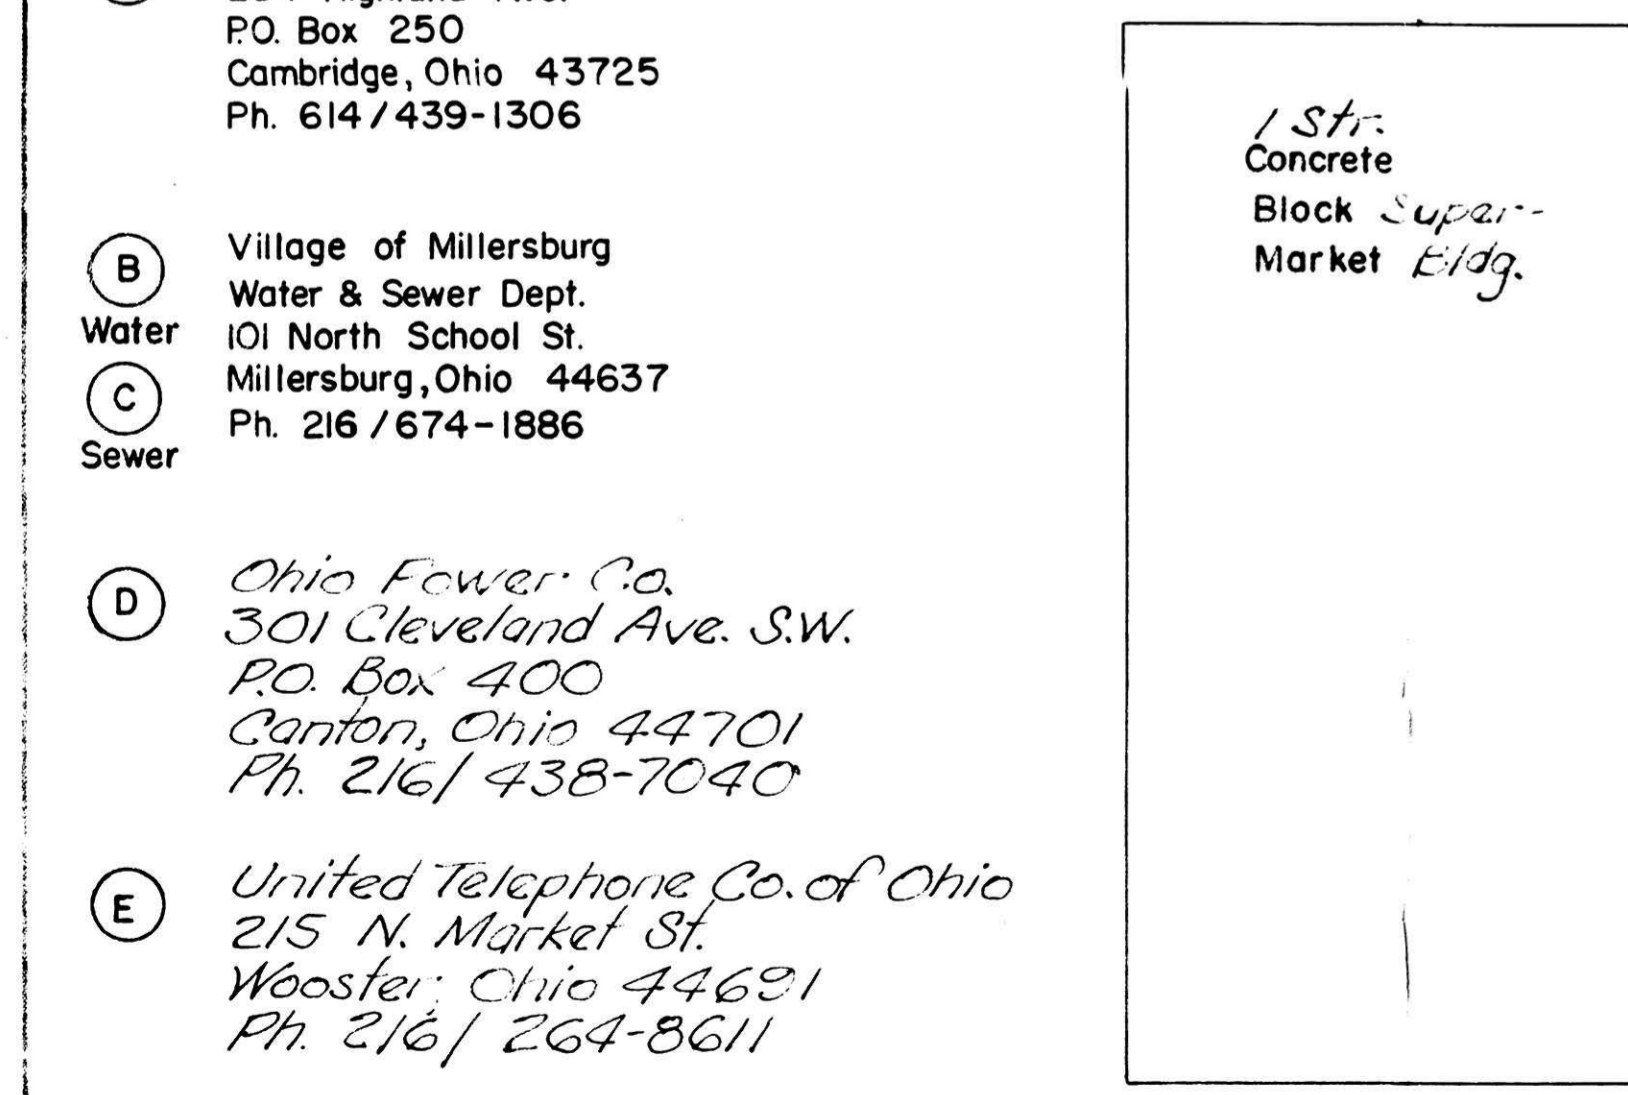 P.O. Box 250
Cambridge, Ohio 43725
Ph. 614/439-1306
B
Water
C
Sewer
Village of Millersburg
Water & Sewer Dept.
101 North School St.
Millersburg, Ohio 44637
Ph. 216/674-1886
D
Ohio Power Co.
301 Cleveland Ave. S.W.
P.O. Box 400
Canton, Ohio 44701
Ph. 216/438-7040
E
United Telephone Co. of Ohio
215 N. Market St.
Wooster, Ohio 44691
Ph. 216/264-8611
1 Str.
Concrete
Block Super-
Market Bldg.